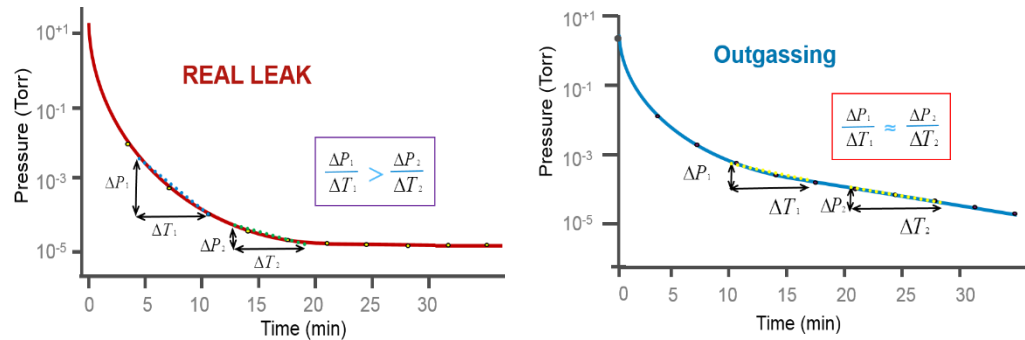 REAL LEAK
Pressure (Torr)
10+1
10-1
10-3
10-5
ΔP1
ΔT1
ΔP2
ΔT2
ΔP1/ΔT1 > ΔP2/ΔT2
0 5 10 15 20 25 30
Time (min)
Outgassing
Pressure (Torr)
10+1
10-1
10-3
10-5
ΔP1
ΔT1
ΔP2
ΔT2
ΔP1/ΔT1 ≈ ΔP2/ΔT2
0 5 10 15 20 25 30
Time (min)